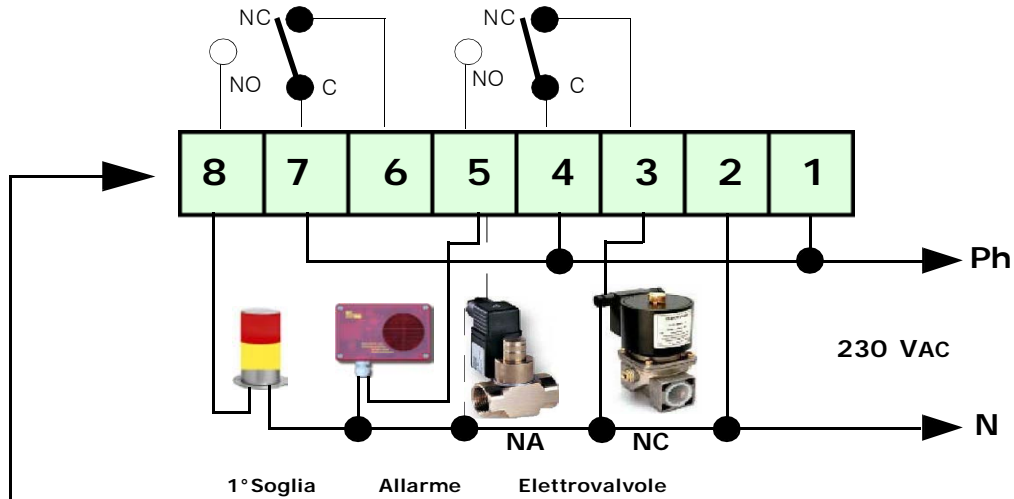 NC NC
NO C NO C
8 7 6 5 4 3 2 1
Ph
230 VAC
N
NA NC
1°Soglia Allarme Elettrovalvole